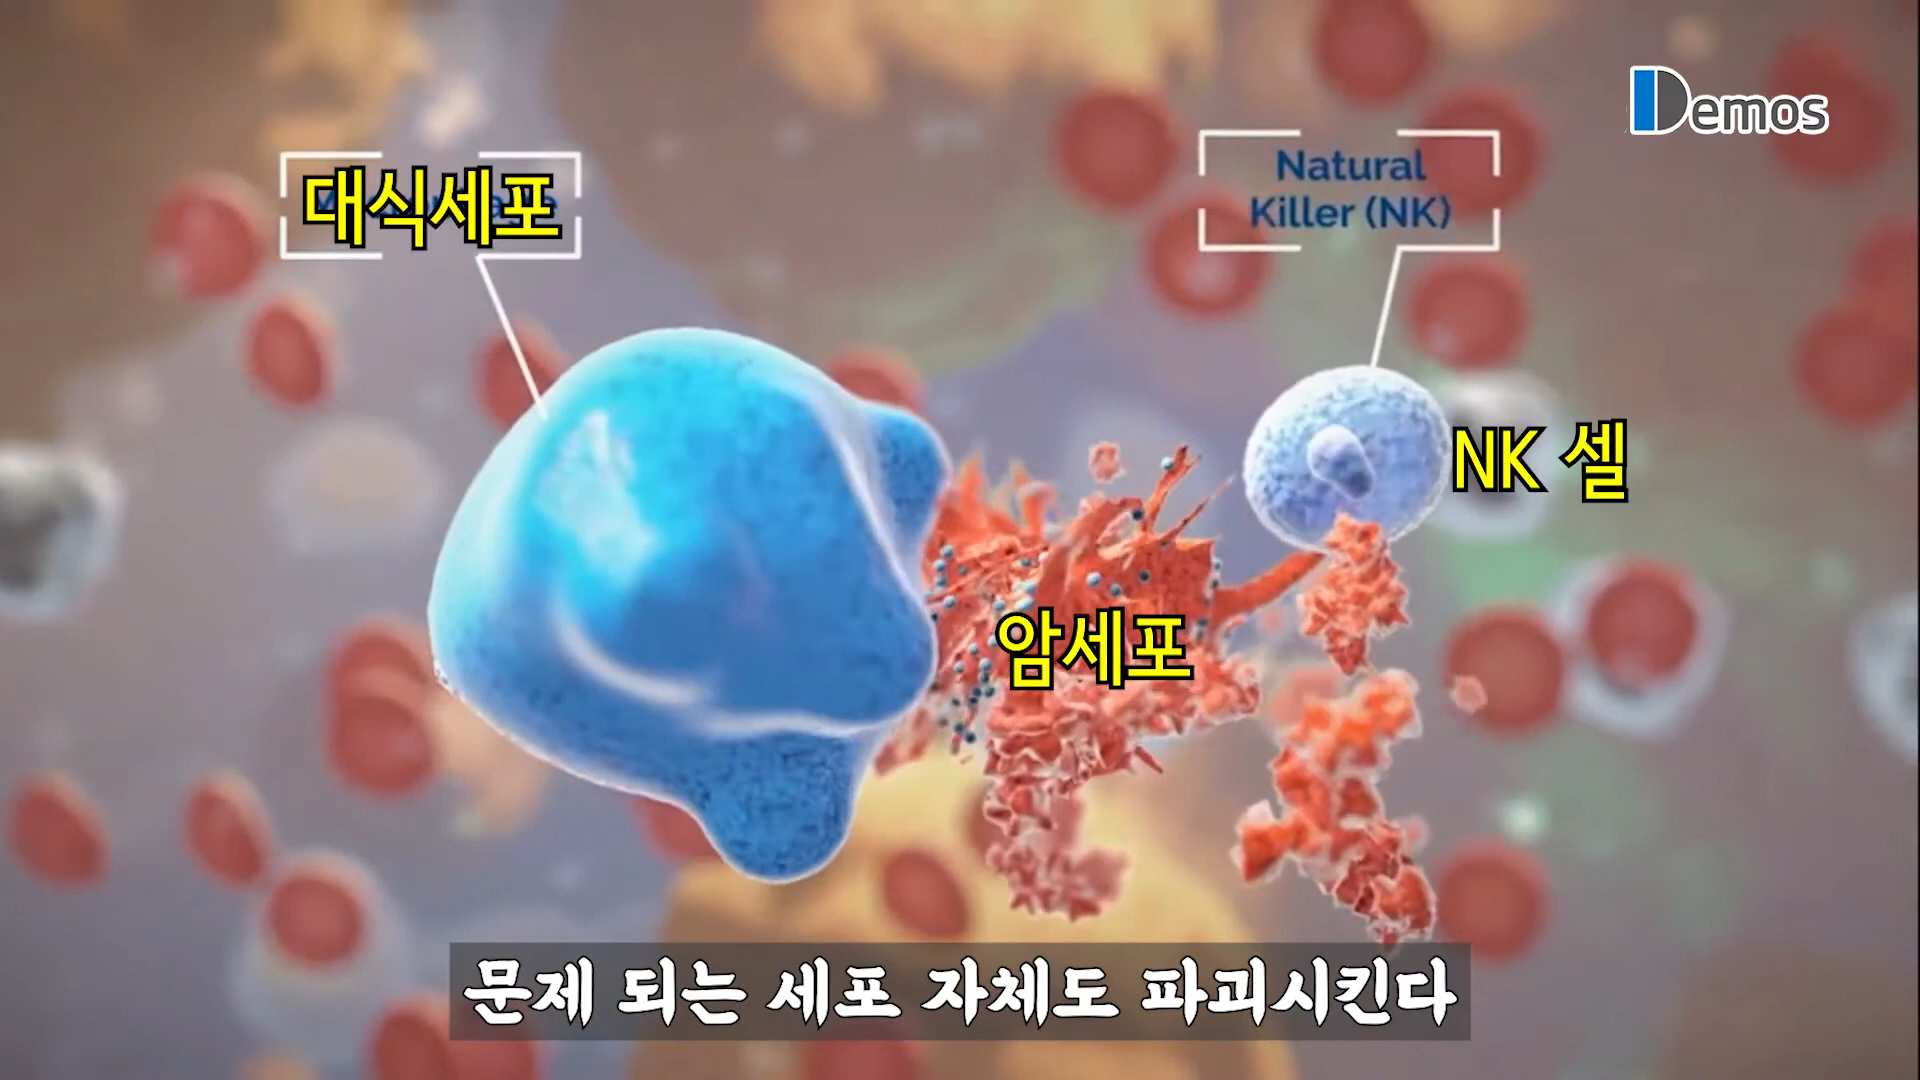 Demos
Natural
Killer (NK)
대식세포
NK 셀
암세포
문제 되는 세포 자체도 파괴시킨다